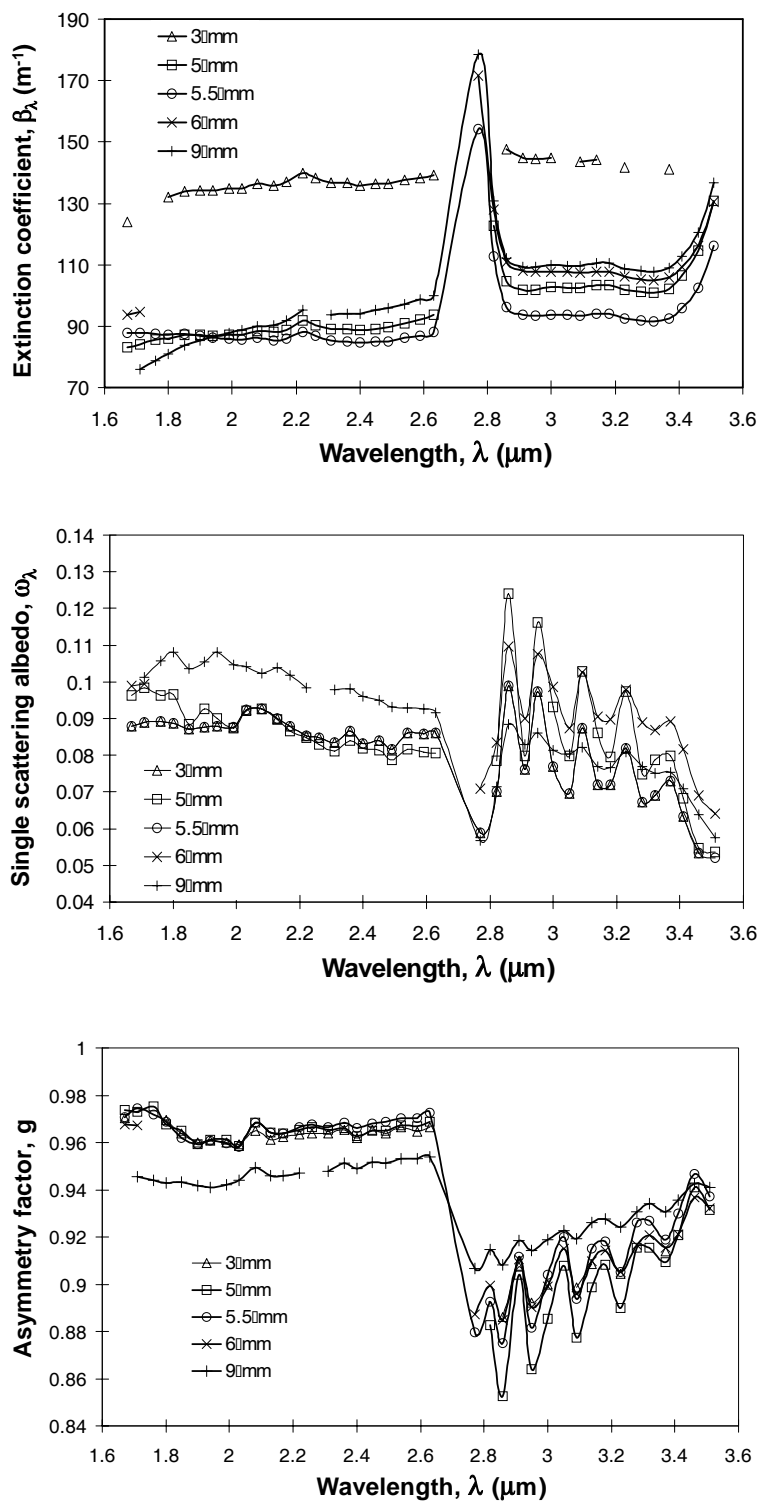 Extinction coefficient, βλ (m-1)
190
170
150
130
110
90
70
3▯mm
5▯mm
5.5▯mm
6▯mm
9▯mm
1.6 1.8 2 2.2 2.4 2.6 2.8 3 3.2 3.4 3.6
Wavelength, λ (μm)
Single scattering albedo, ωλ
0.14
0.13
0.12
0.11
0.1
0.09
0.08
0.07
0.06
0.05
0.04
3▯mm
5▯mm
5.5▯mm
6▯mm
9▯mm
1.6 1.8 2 2.2 2.4 2.6 2.8 3 3.2 3.4 3.6
Wavelength, λ (μm)
Asymmetry factor, g
1
0.98
0.96
0.94
0.92
0.9
0.88
0.86
0.84
3▯mm
5▯mm
5.5▯mm
6▯mm
9▯mm
1.6 1.8 2 2.2 2.4 2.6 2.8 3 3.2 3.4 3.6
Wavelength, λ (μm)